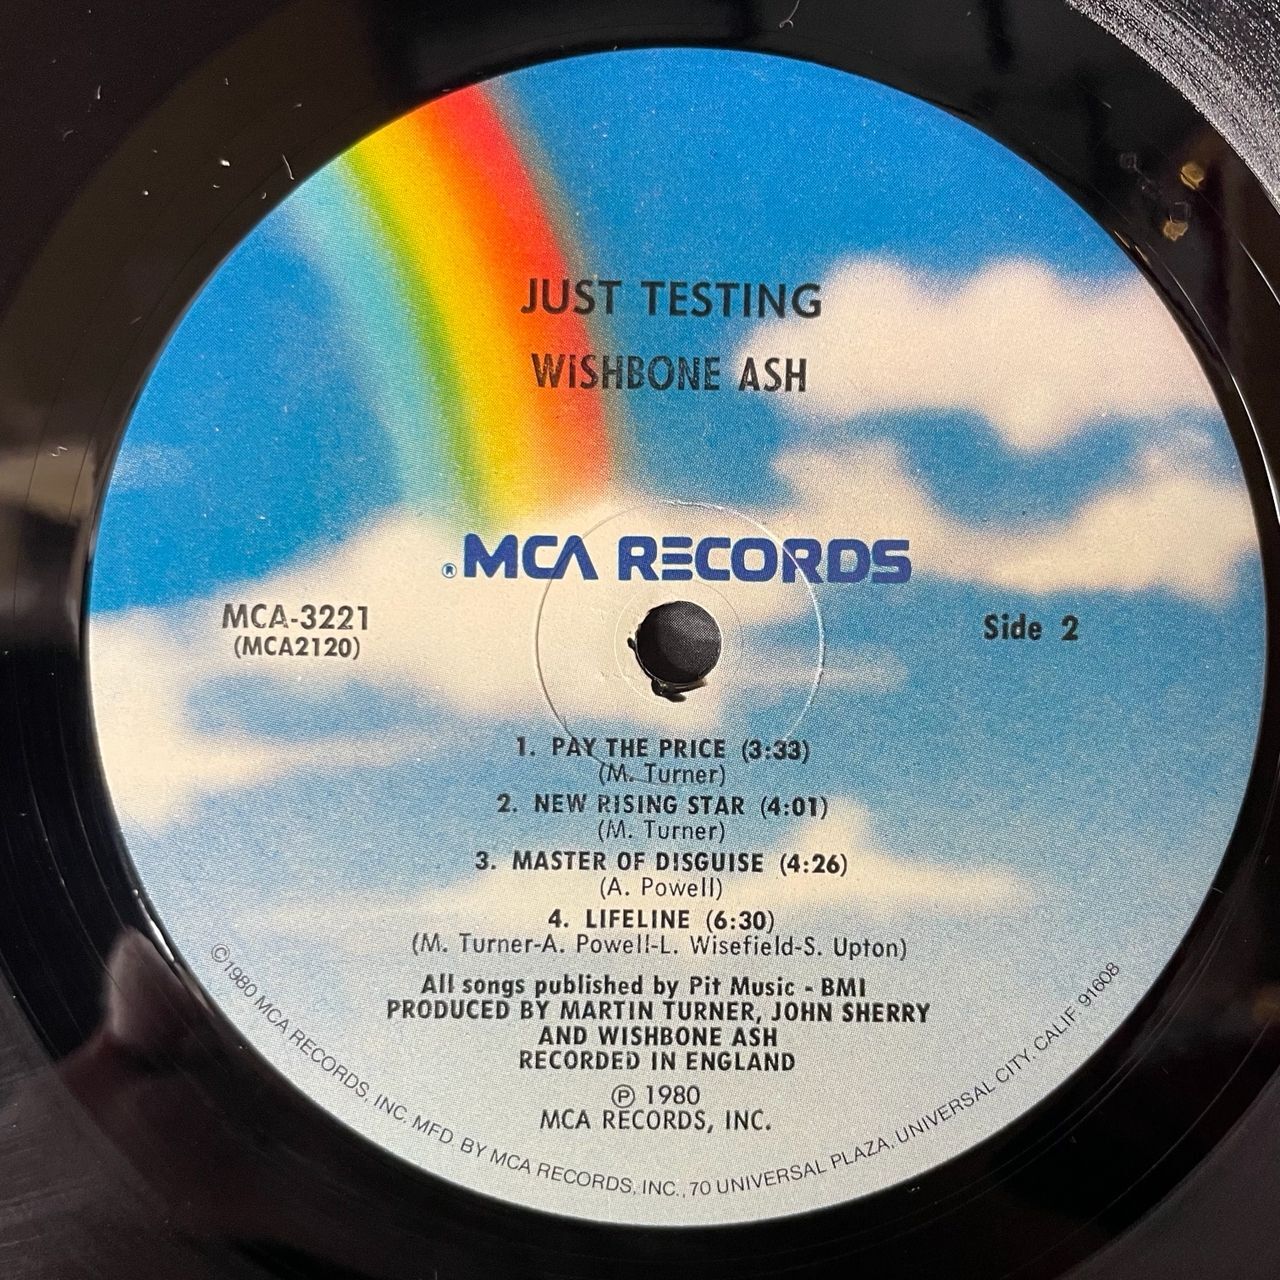 JUST TESTING
WISHBONE ASH
®MCA RECORDS
MCA-3221
(MCA2120)
Side 2
1. PAY THE PRICE (3:33)
(M. Turner)
2. NEW RISING STAR (4:01)
(M. Turner)
3. MASTER OF DISGUISE (4:26)
(A. Powell)
4. LIFELINE (6:30)
(M. Turner-A. Powell-L. Wisefield-S. Upton)
All songs published by Pit Music - BMI
PRODUCED BY MARTIN TURNER, JOHN SHERRY
AND WISHBONE ASH
RECORDED IN ENGLAND
℗ 1980
MCA RECORDS, INC.
©1980 MCA RECORDS, INC. MFD. BY MCA RECORDS, INC., 70 UNIVERSAL PLAZA, UNIVERSAL CITY, CALIF. 91608